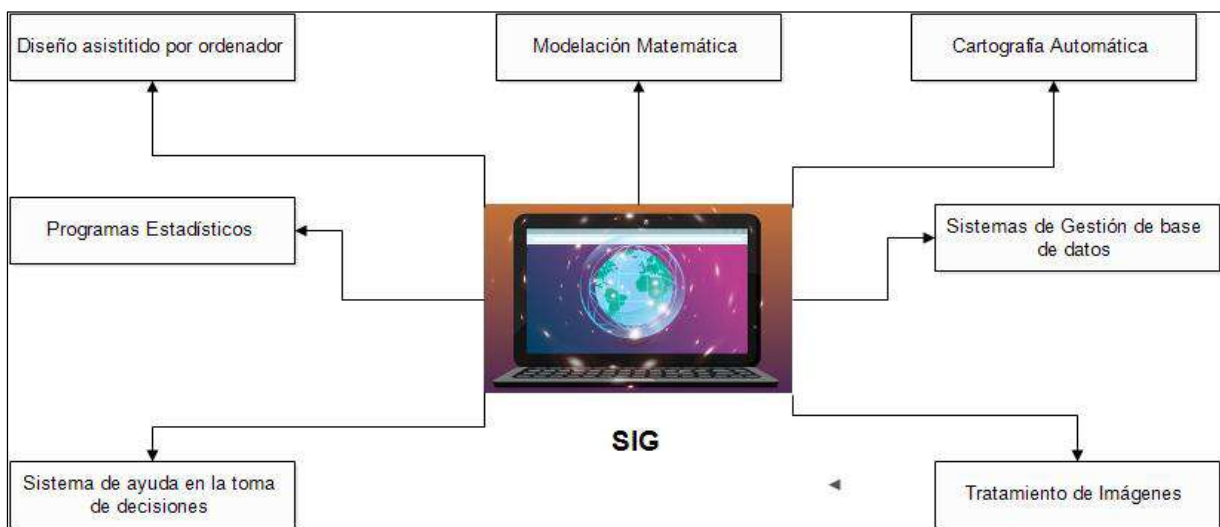 Diseño asistitido por ordenador
Modelación Matemática
Cartografía Automática
Programas Estadísticos
Sistemas de Gestión de base
de datos
SIG
Sistema de ayuda en la toma
de decisiones
Tratamiento de Imágenes